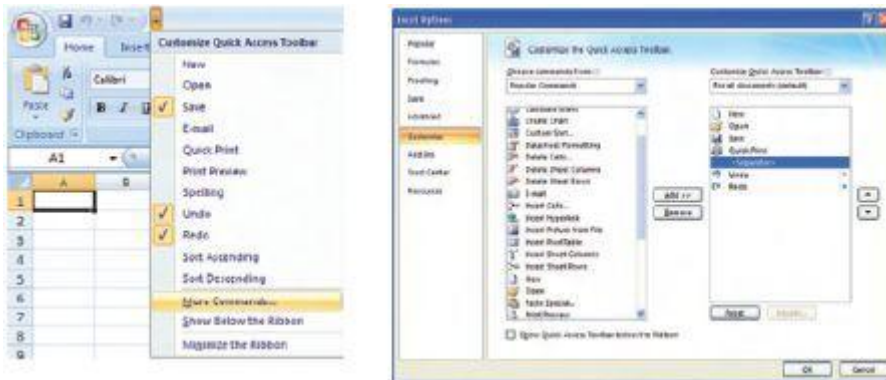 Home Insert
Customize Quick Access Toolbar
New
Open
Save
E-mail
Quick Print
Print Preview
Spelling
Undo
Redo
Sort Ascending
Sort Descending
More Commands...
Show Below the Ribbon
Minimize the Ribbon
Paste
Calibri
B I U
Clipboard
A1
A B
1
2
3
4
5
6
7
8
9
Excel Options
Popular
Formulas
Proofing
Save
Advanced
Customize
Add-Ins
Trust Center
Resources
Customize the Quick Access Toolbar.
Choose commands from:
Popular Commands
Create Chart
Custom Sort...
Delete Cells...
Delete Sheet Columns
Delete Sheet Rows
E-mail
Insert Cells...
Insert Hyperlink
Insert Picture from File
Insert PivotTable
Insert Sheet Columns
Insert Sheet Rows
New
Open
Paste Special...
Print Preview
Add >>
Remove
Customize Quick Access Toolbar:
For all documents (default)
New
Open
Save
Quick Print
<Separator>
Undo
Redo
Reset
Modify...
Show Quick Access Toolbar below the Ribbon
OK
Cancel